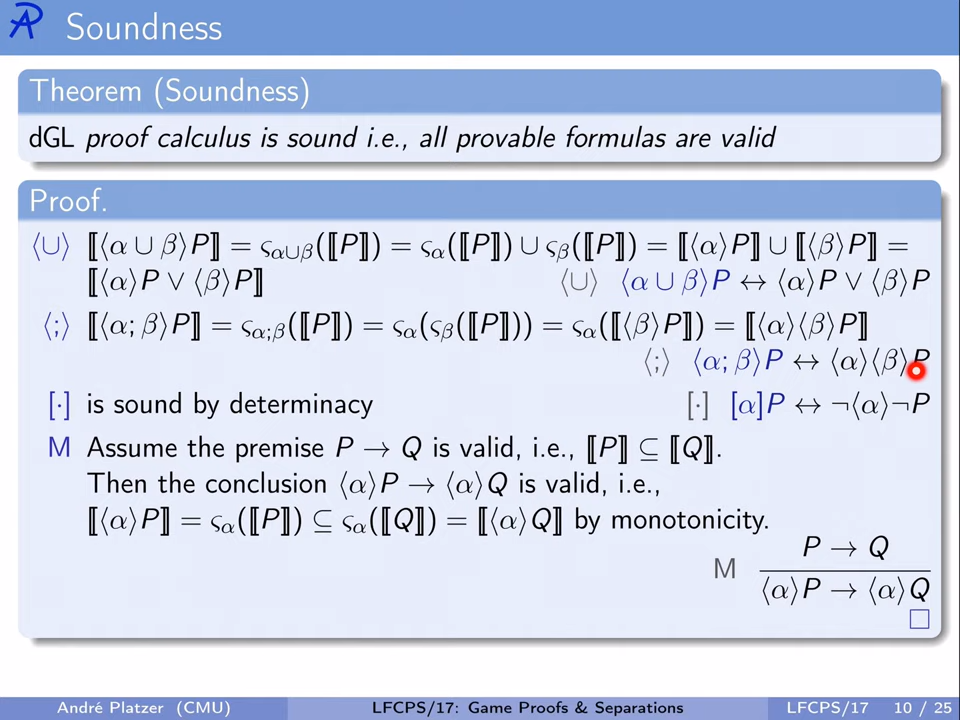 Soundness
Theorem (Soundness)
dGL proof calculus is sound i.e., all provable formulas are valid
Proof.
⟨∪⟩ ⟦⟨α ∪ β⟩P⟧ = ς_{α∪β}(⟦P⟧) = ς_α(⟦P⟧) ∪ ς_β(⟦P⟧) = ⟦⟨α⟩P⟧ ∪ ⟦⟨β⟩P⟧ =
⟦⟨α⟩P ∨ ⟨β⟩P⟧ ⟨∪⟩ ⟨α ∪ β⟩P ↔ ⟨α⟩P ∨ ⟨β⟩P
⟨;⟩ ⟦⟨α; β⟩P⟧ = ς_{α;β}(⟦P⟧) = ς_α(ς_β(⟦P⟧)) = ς_α(⟦⟨β⟩P⟧) = ⟦⟨α⟩⟨β⟩P⟧
⟨;⟩ ⟨α; β⟩P ↔ ⟨α⟩⟨β⟩P
[·] is sound by determinacy [·] [α]P ↔ ¬⟨α⟩¬P
M Assume the premise P → Q is valid, i.e., ⟦P⟧ ⊆ ⟦Q⟧.
Then the conclusion ⟨α⟩P → ⟨α⟩Q is valid, i.e.,
⟦⟨α⟩P⟧ = ς_α(⟦P⟧) ⊆ ς_α(⟦Q⟧) = ⟦⟨α⟩Q⟧ by monotonicity.
P → Q
M
⟨α⟩P → ⟨α⟩Q
□
André Platzer (CMU) LFCPS/17: Game Proofs & Separations LFCPS/17 10 / 25